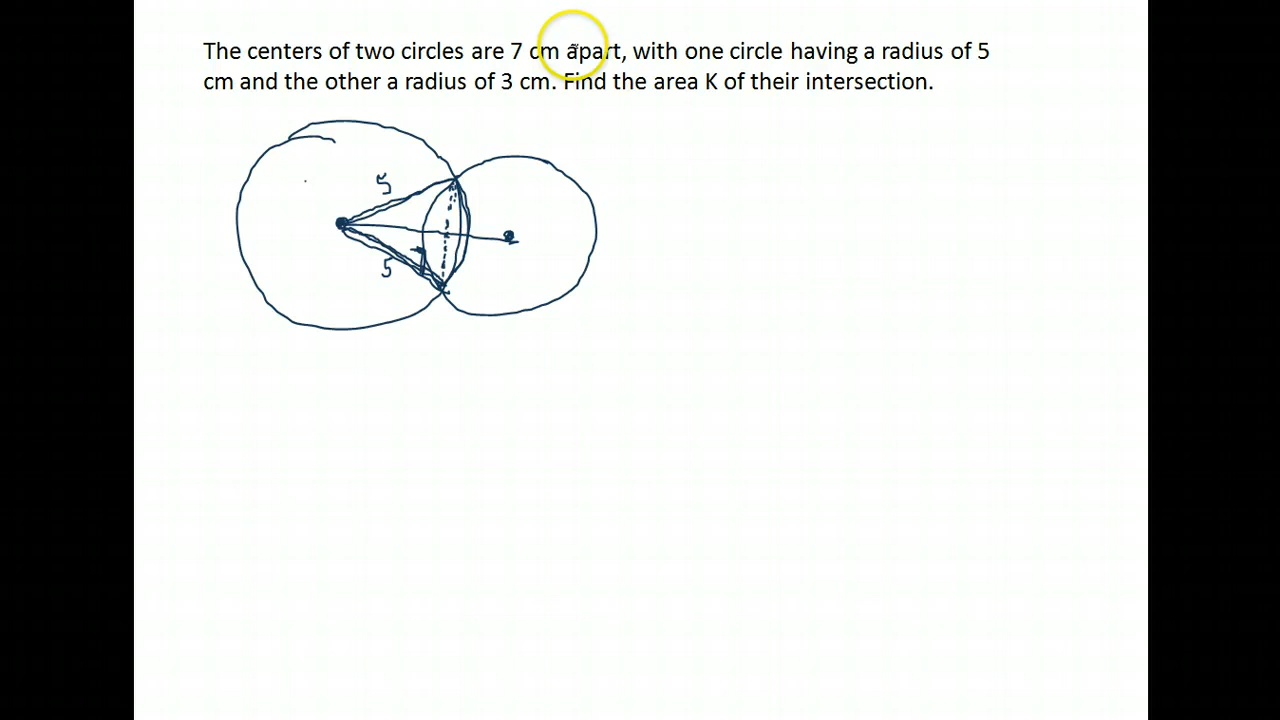 The centers of two circles are 7 cm apart, with one circle having a radius of 5
cm and the other a radius of 3 cm. Find the area K of their intersection.
5
5